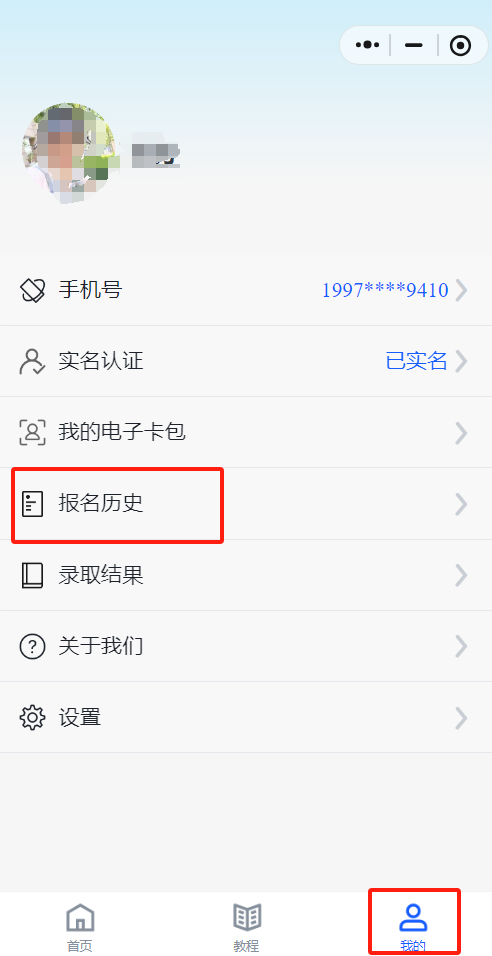 手机号 1997****9410
实名认证 已实名
我的电子卡包
报名历史
录取结果
关于我们
设置
首页 教程 我的